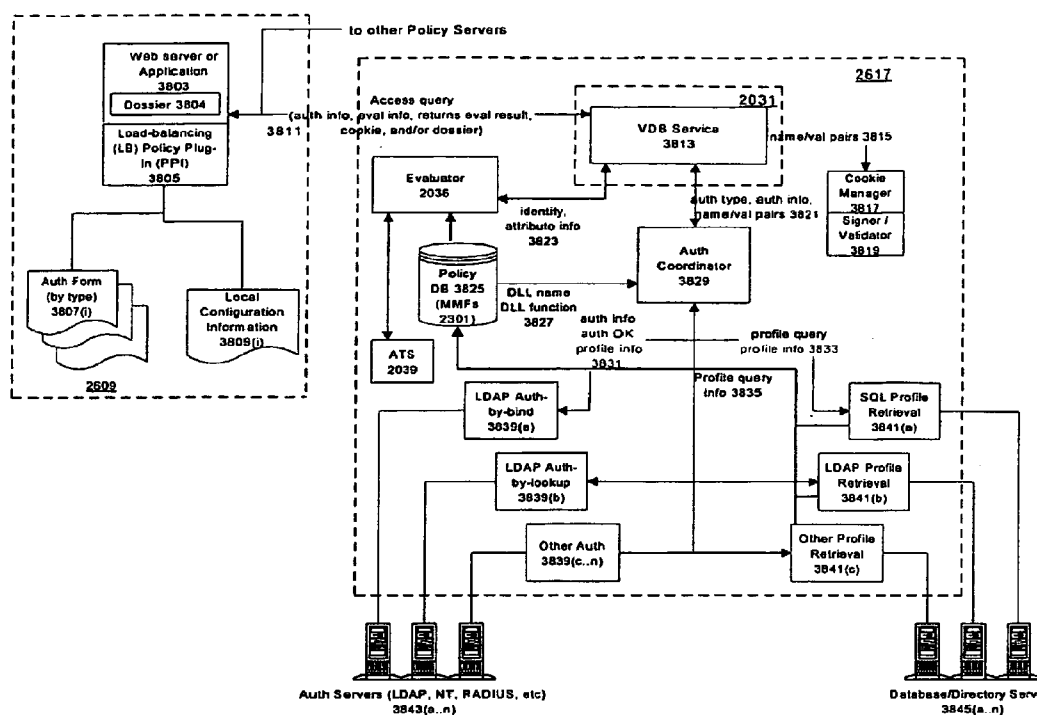 to other Policy Servers
Web server or
Application
3803
Dossier 3804
Load-balancing
(LB) Policy Plug-
in (PPI)
3805
Auth Form
(by type)
3807(i)
Local
Configuration
Information
3809(i)
2609
Access query
(auth info, eval info, returns eval result,
cookie, and/or dossier)
3811
2617
2031
VDB Service
3813
name/val pairs 3815
Cookie
Manager
3817
Signer /
Validator
3819
Evaluator
2036
identity,
attribute info
3823
auth type, auth info,
name/val pairs 3821
Auth
Coordinator
3829
Policy
DB 3825
(MMFs)
2301
DLL name
DLL function
3827
ATS
2039
auth info
auth OK
profile info
3831
profile query
profile info 3833
Profile query
info 3835
LDAP Auth-
by-bind
3839(a)
SQL Profile
Retrieval
3841(a)
LDAP Auth-
by-lookup
3839(b)
LDAP Profile
Retrieval
3841(b)
Other Auth
3839(c..n)
Other Profile
Retrieval
3841(c)
Auth Servers (LDAP, NT, RADIUS, etc)
3843(a..n)
Database/Directory Serve
3845(a..n)